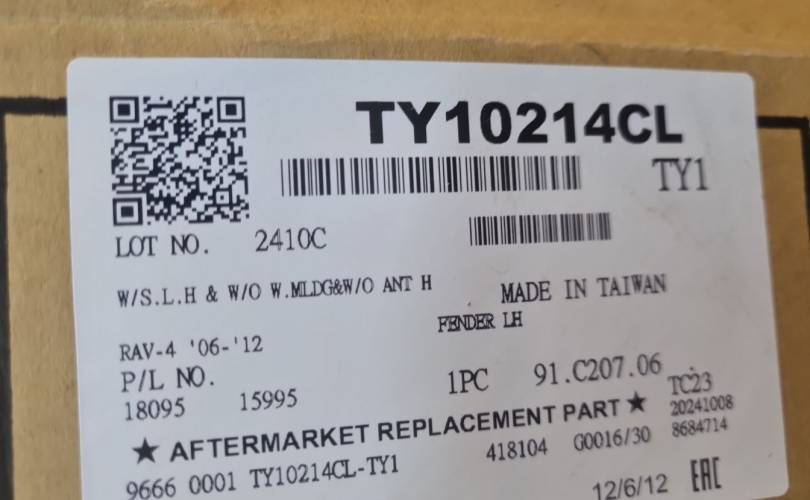 TY10214CL
TY1
LOT NO. 2410C
W/S.L.H & W/O W.MLDG&W/O ANT H
MADE IN TAIWAN
FENDER LH
RAV-4 '06-'12
P/L NO. 1PC 91.C207.06
18095 15995 TC23
★ AFTERMARKET REPLACEMENT PART ★ 20241008
418104 G0016/30 8684714
9666 0001 TY10214CL-TY1
12/6/12 EAC